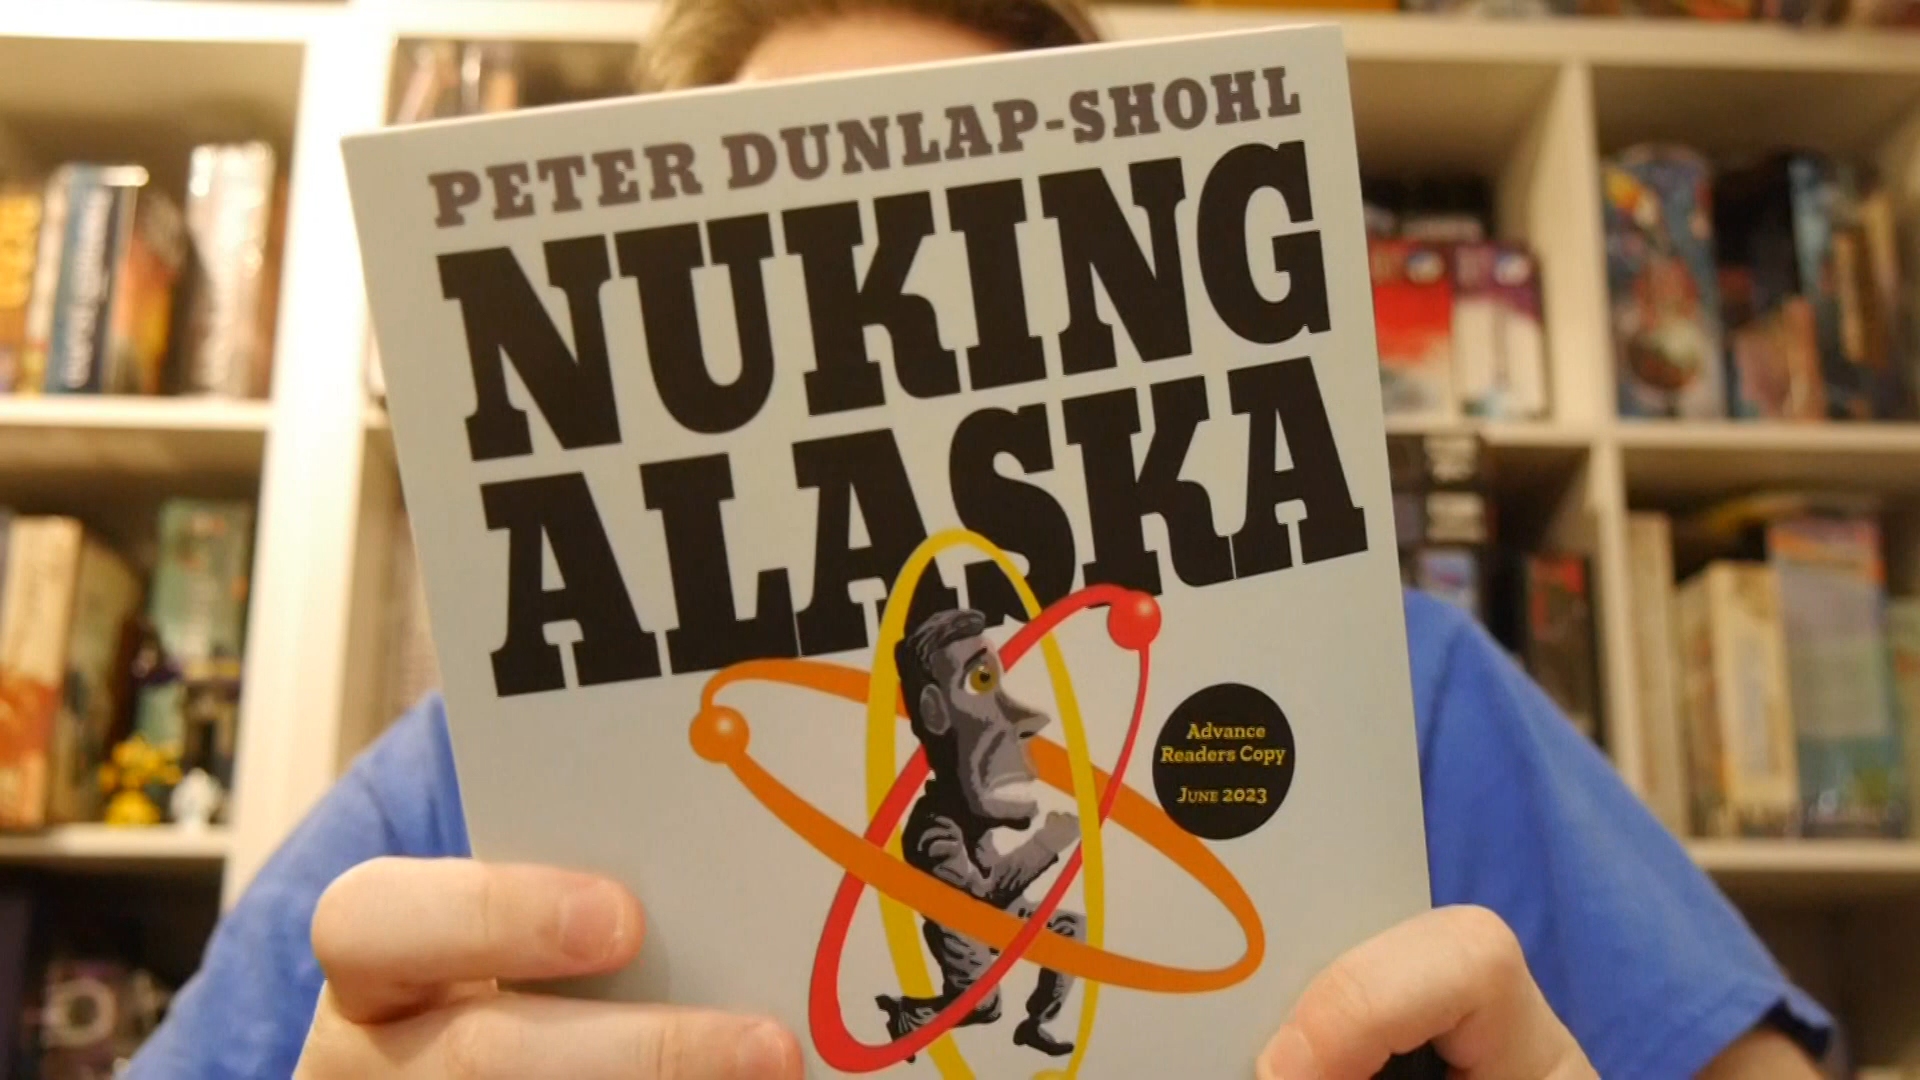 PETER DUNLAP-SHOHL
NUKING
ALASKA
Advance
Readers Copy
June 2023